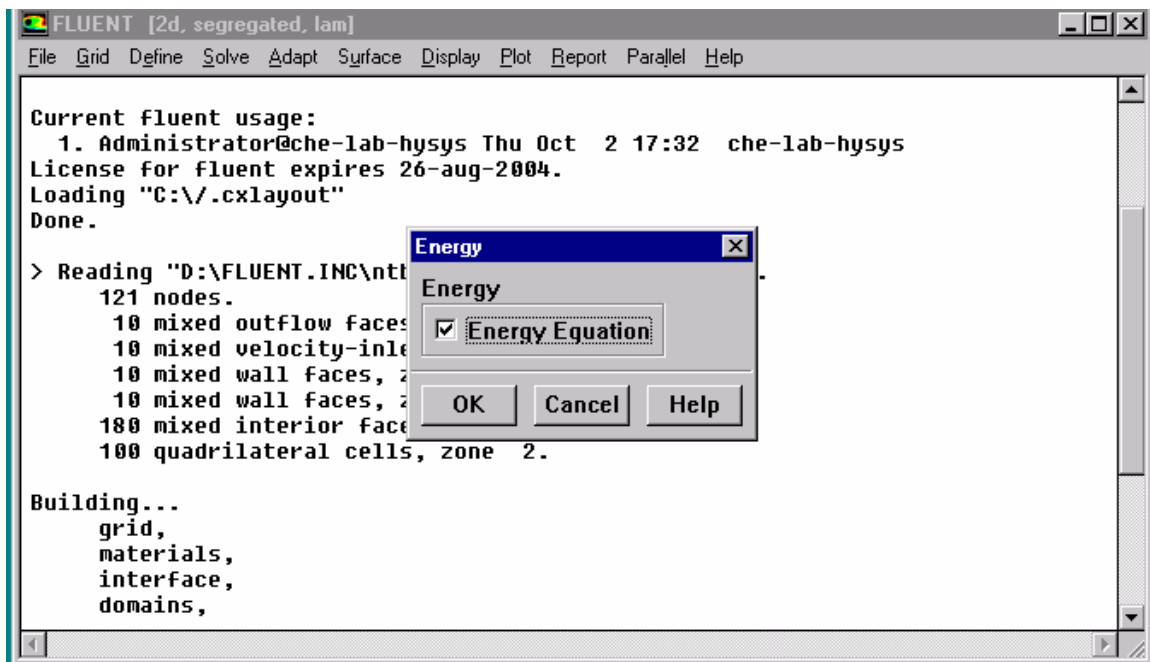 FLUENT [2d, segregated, lam]
File Grid Define Solve Adapt Surface Display Plot Report Parallel Help
Current fluent usage:
1. Administrator@che-lab-hysys Thu Oct 2 17:32 che-lab-hysys
License for fluent expires 26-aug-2004.
Loading "C:\/.cxlayout"
Done.
> Reading "D:\FLUENT.INC\ntb
121 nodes.
10 mixed outflow faces
10 mixed velocity-inle
10 mixed wall faces,
10 mixed wall faces,
180 mixed interior face
100 quadrilateral cells, zone 2.
Building...
grid,
materials,
interface,
domains,
Energy
Energy
Energy Equation
OK Cancel Help